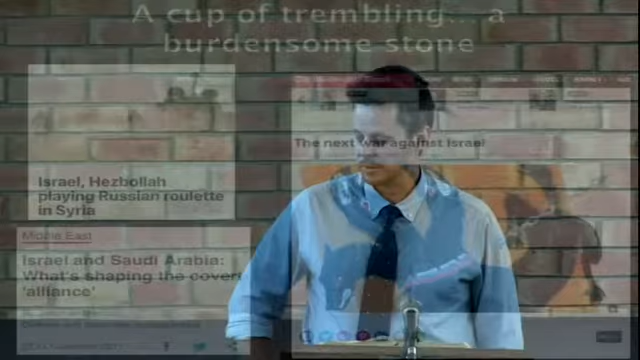 A cup of trembling... a
burdensome stone
The next war against Israel
Israel, Hezbollah
playing Russian roulette
in Syria
Middle East
Israel and Saudi Arabia:
What's shaping the cover
'alliance'